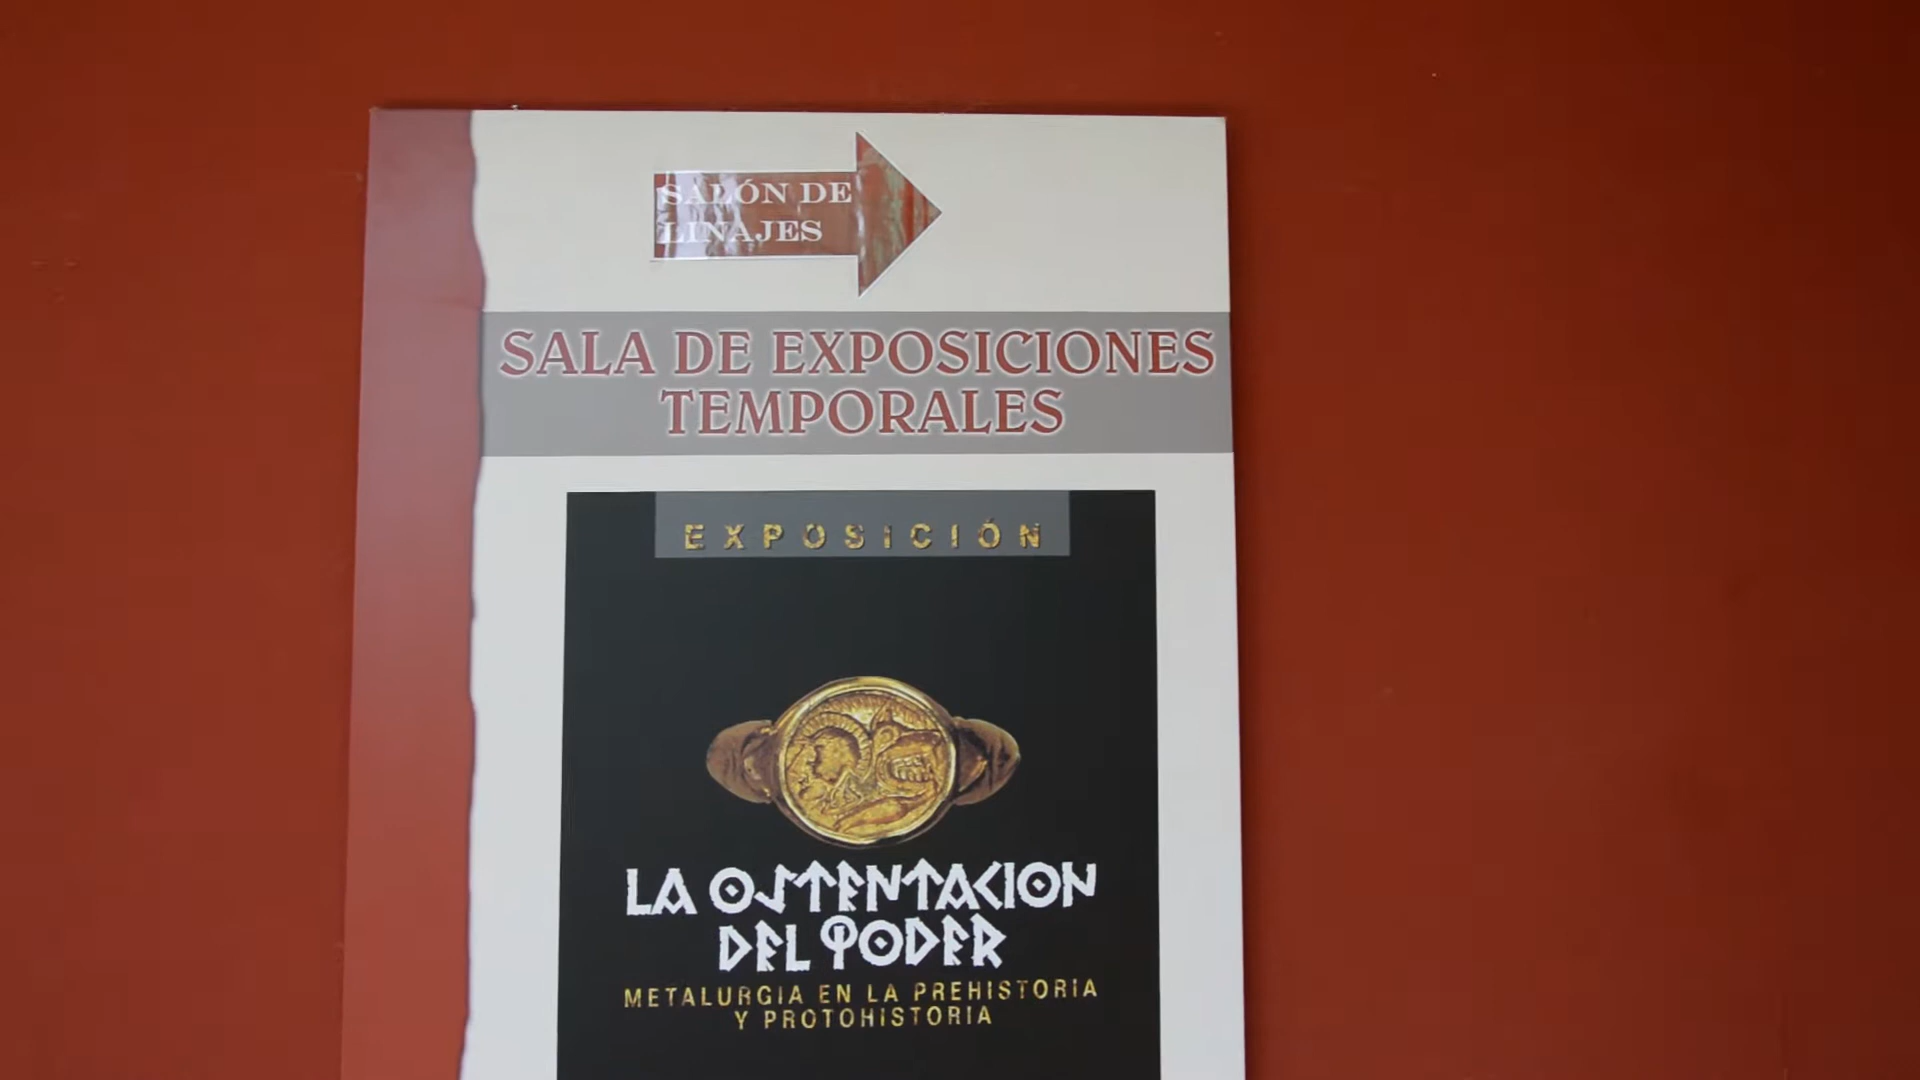 SALÓN DE
LINAJES
SALA DE EXPOSICIONES
TEMPORALES
EXPOSICIÓN
LA OSTENTACION
DEL PODER
METALURGIA EN LA PREHISTORIA
Y PROTOHISTORIA